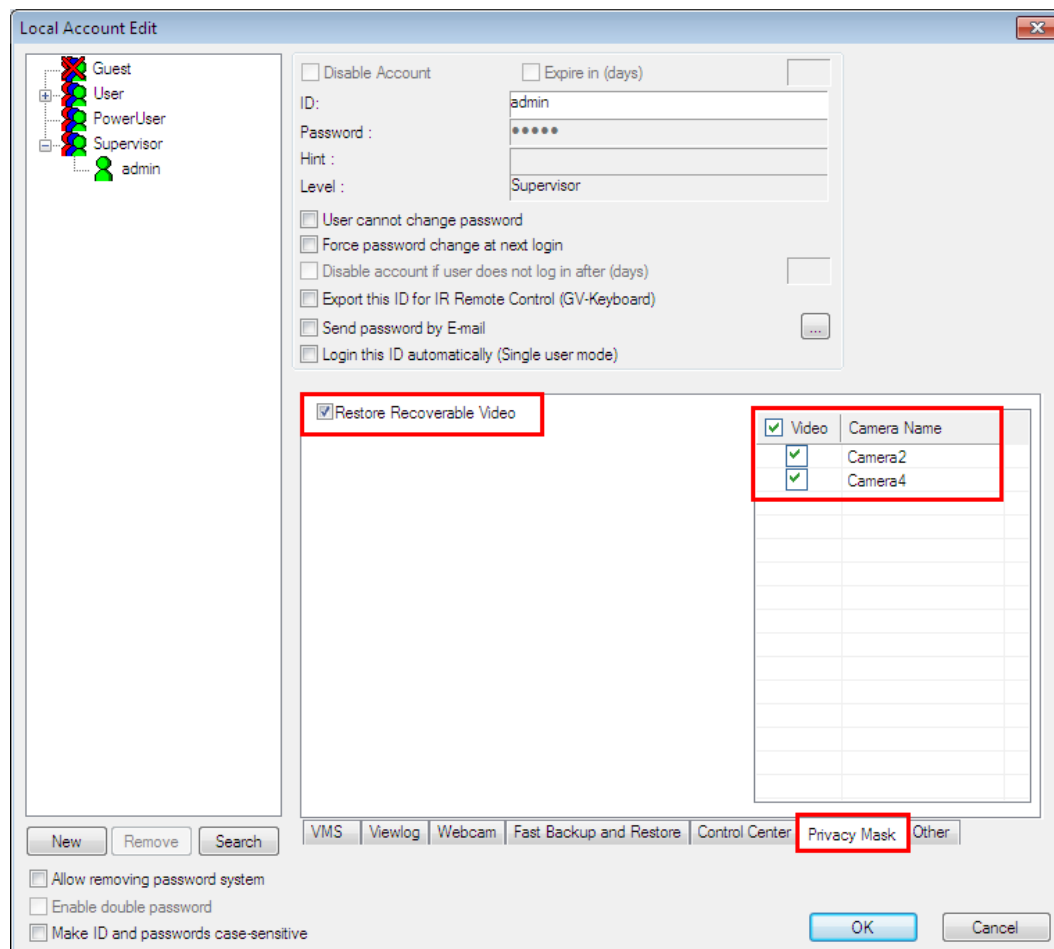 Local Account Edit
Guest
User
PowerUser
Supervisor
admin
Disable Account Expire in (days)
ID: admin
Password : •••••
Hint :
Level : Supervisor
User cannot change password
Force password change at next login
Disable account if user does not log in after (days)
Export this ID for IR Remote Control (GV-Keyboard)
Send password by E-mail ...
Login this ID automatically (Single user mode)
Restore Recoverable Video
Video Camera Name
Camera2
Camera4
VMS Viewlog Webcam Fast Backup and Restore Control Center Privacy Mask Other
New Remove Search
Allow removing password system
Enable double password
Make ID and passwords case-sensitive
OK Cancel